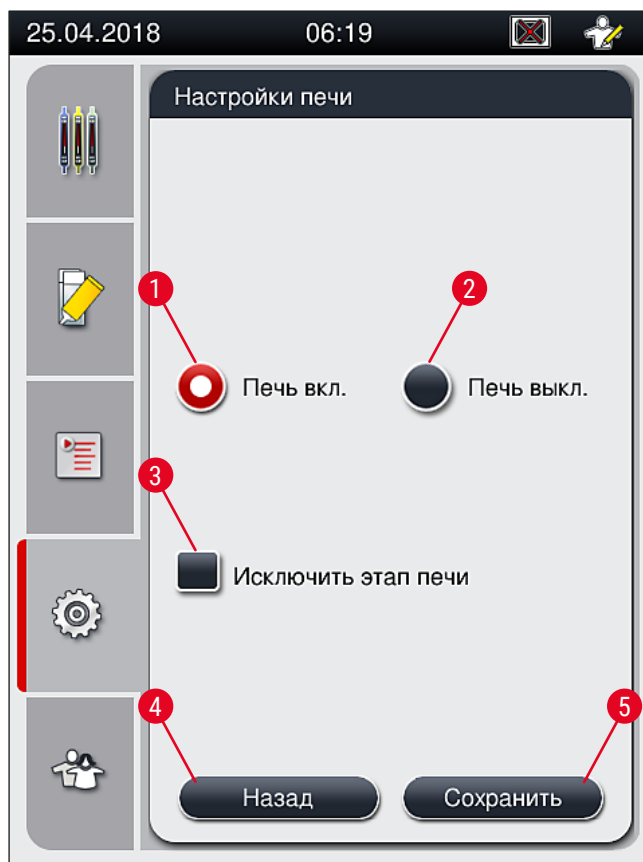 25.04.2018 06:19
Настройки печи
1 2
Печь вкл. Печь выкл.
3
Исключить этап печи
4 5
Назад Сохранить